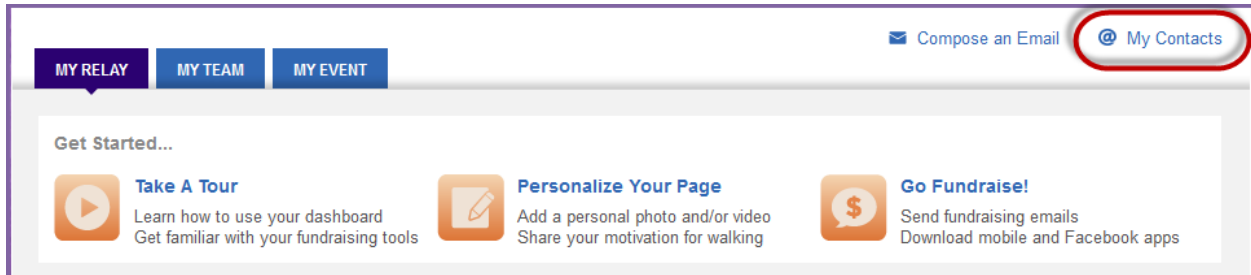 Compose an Email @ My Contacts
MY RELAY MY TEAM MY EVENT
Get Started...
Take A Tour
Learn how to use your dashboard
Get familiar with your fundraising tools
Personalize Your Page
Add a personal photo and/or video
Share your motivation for walking
$
Go Fundraise!
Send fundraising emails
Download mobile and Facebook apps